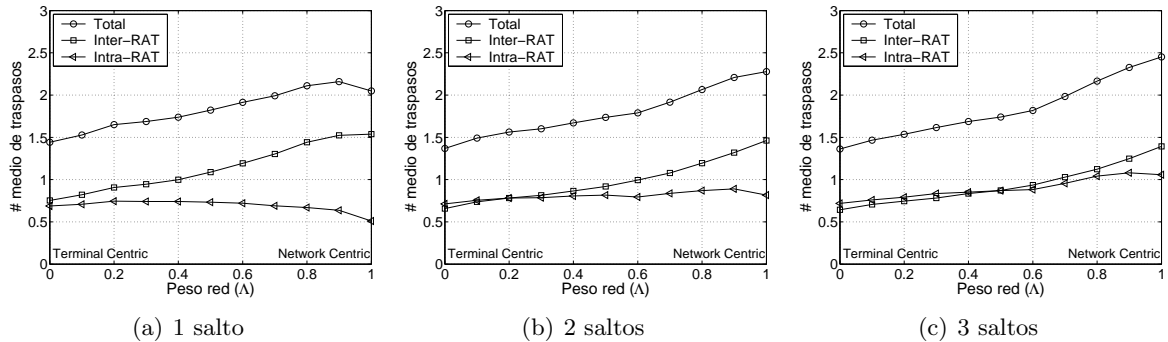 3
2.5
2
1.5
1
0.5
0
# medio de traspasos
Total
Inter−RAT
Intra−RAT
Terminal Centric
Network Centric
0 0.2 0.4 0.6 0.8 1
Peso red (Λ)
(a) 1 salto
3
2.5
2
1.5
1
0.5
0
# medio de traspasos
Total
Inter−RAT
Intra−RAT
Terminal Centric
Network Centric
0 0.2 0.4 0.6 0.8 1
Peso red (Λ)
(b) 2 saltos
3
2.5
2
1.5
1
0.5
0
# medio de traspasos
Total
Inter−RAT
Intra−RAT
Terminal Centric
Network Centric
0 0.2 0.4 0.6 0.8 1
Peso red (Λ)
(c) 3 saltos